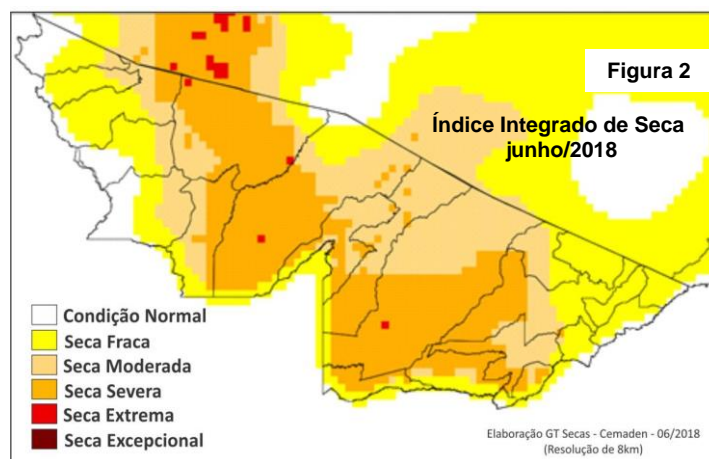 Figura 2
Índice Integrado de Seca
junho/2018
Condição Normal
Seca Fraca
Seca Moderada
Seca Severa
Seca Extrema
Seca Excepcional
Elaboração GT Secas - Cemaden - 06/2018
(Resolução de 8km)